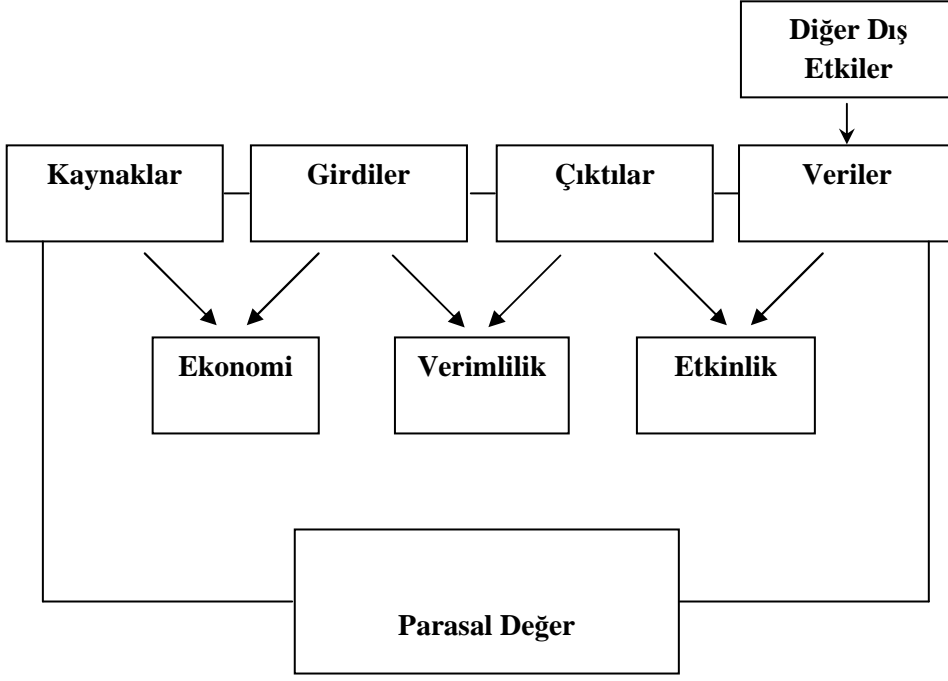 Diğer Dış
Etkiler
Kaynaklar
Girdiler
Çıktılar
Veriler
Ekonomi
Verimlilik
Etkinlik
Parasal Değer